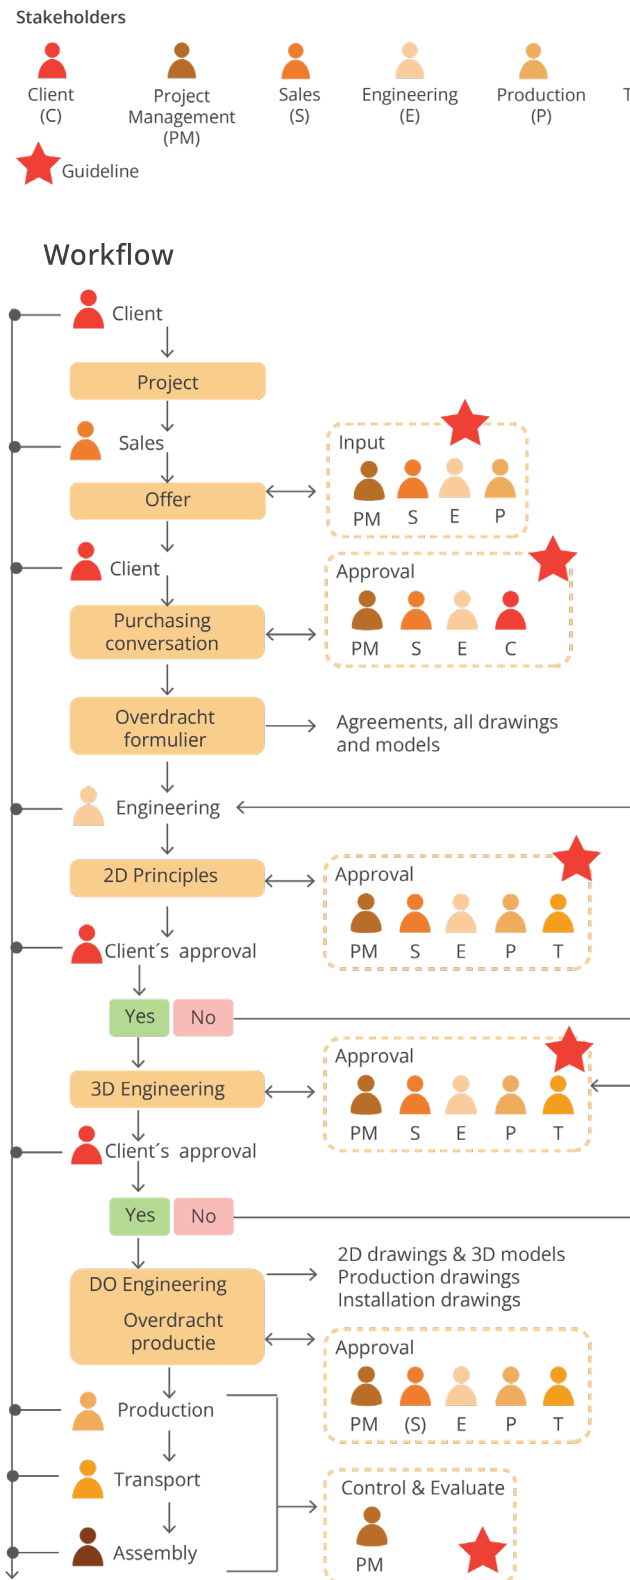 Stakeholders
Client
(C)
Project
Management
(PM)
Sales
(S)
Engineering
(E)
Production
(P)
T
Guideline
Workflow
Client
Project
Sales
Offer
Input
PM S E P
Client
Purchasing
conversation
Approval
PM S E C
Overdracht
formulier
Agreements, all drawings
and models
Engineering
2D Principles
Approval
PM S E P T
Client´s approval
Yes No
3D Engineering
Approval
PM S E P T
Client´s approval
Yes No
DO Engineering
Overdracht
productie
2D drawings & 3D models
Production drawings
Installation drawings
Approval
PM (S) E P T
Production
Transport
Assembly
Control & Evaluate
PM